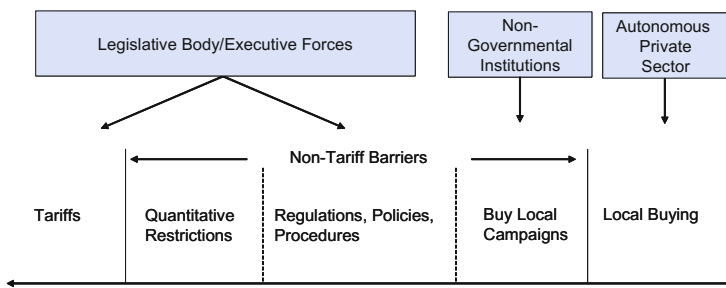 Legislative Body/Executive Forces
Non-
Governmental
Institutions
Autonomous
Private
Sector
Non-Tariff Barriers
Tariffs
Quantitative
Restrictions
Regulations, Policies,
Procedures
Buy Local
Campaigns
Local Buying